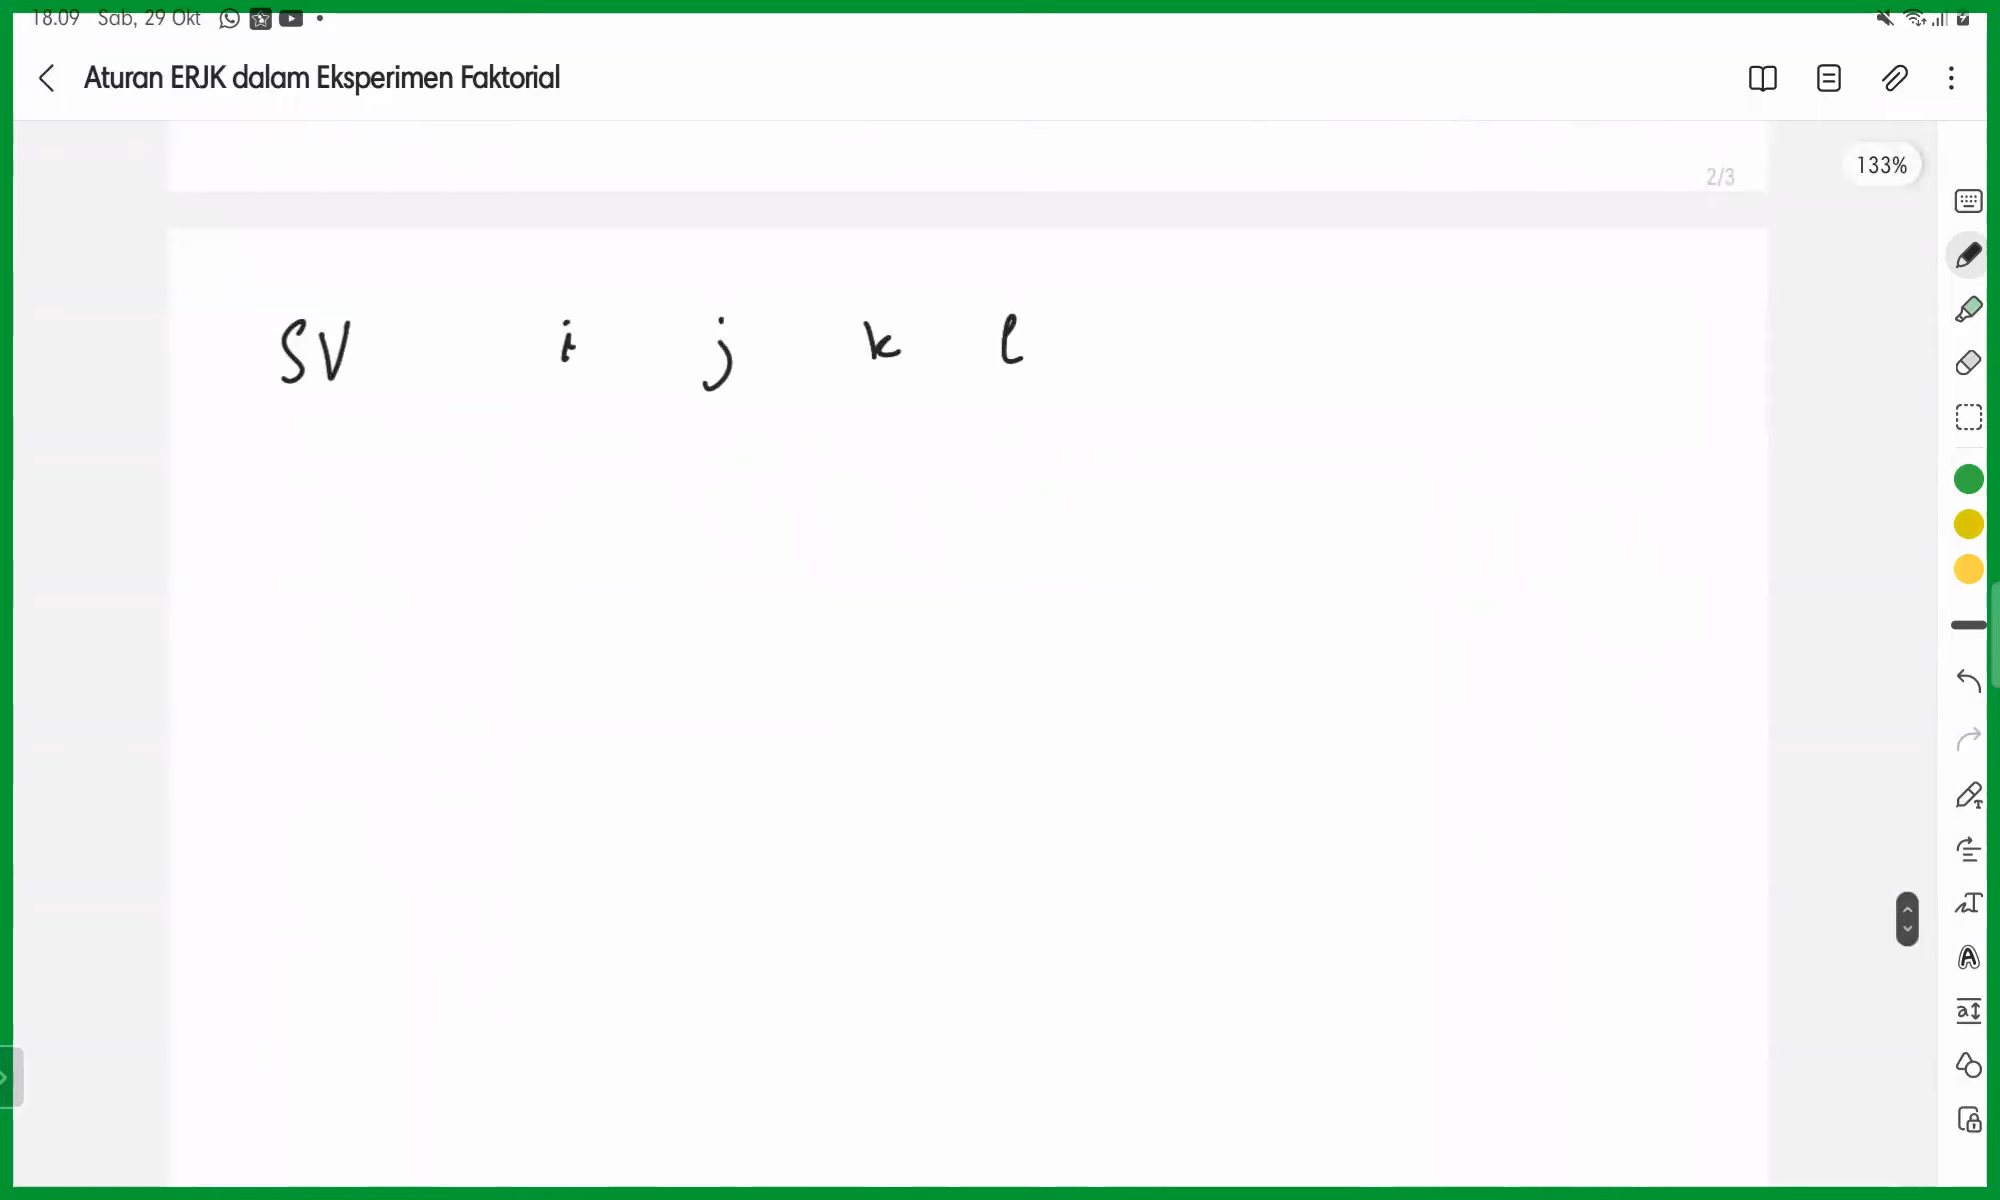 18.09 Sab, 29 Okt
Aturan ERJK dalam Eksperimen Faktorial
2/3
133%
SV i j k l